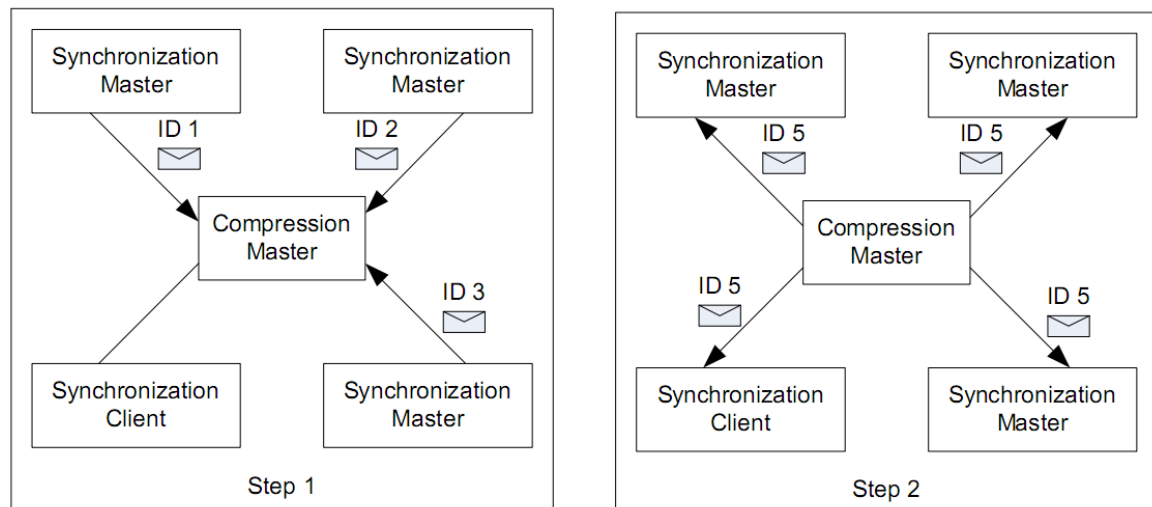 Synchronization
Master
Synchronization
Master
ID 1
ID 2
Compression
Master
ID 3
Synchronization
Client
Synchronization
Master
Step 1
Synchronization
Master
Synchronization
Master
ID 5
ID 5
Compression
Master
ID 5
ID 5
Synchronization
Client
Synchronization
Master
Step 2